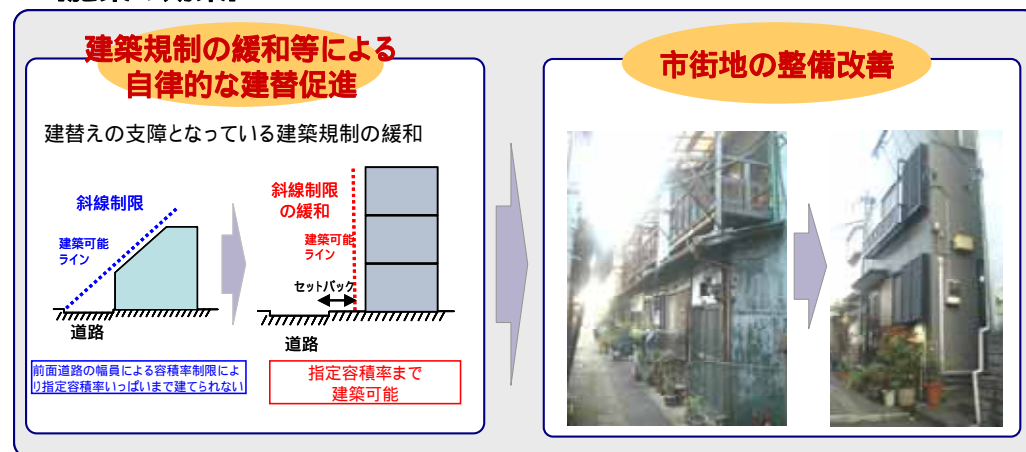 建築規制の緩和等による
自律的な建替促進
建替えの支障となっている建築規制の緩和
斜線制限
建築可能
ライン
道路
前面道路の幅員による容積率制限によ
り指定容積率いっぱいまで建てられない
斜線制限
の緩和
建築可能
ライン
セットバック
道路
指定容積率まで
建築可能
市街地の整備改善